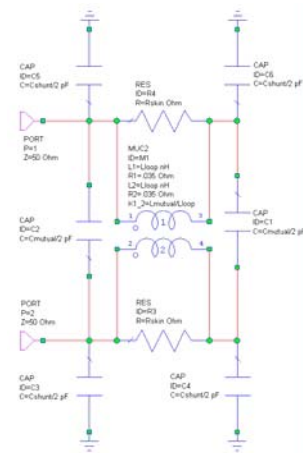 CAP
ID=C5
C=Cshunt/2 pF
CAP
ID=C6
C=Cshunt/2 pF
RES
ID=R4
R=Rskin Ohm
PORT
P=1
Z=50 Ohm
MUC2
ID=M1
L1=Lloop nH
R1=.035 Ohm
L2=Lloop nH
R2=.035 Ohm
K1_2=Lmutual/Lloop
CAP
ID=C2
C=Cmutual/2 pF
CAP
ID=C1
C=Cmutual/2 pF
1
1
3
2
2
4
PORT
P=2
Z=50 Ohm
RES
ID=R3
R=Rskin Ohm
CAP
ID=C3
C=Cshunt/2 pF
CAP
ID=C4
C=Cshunt/2 pF